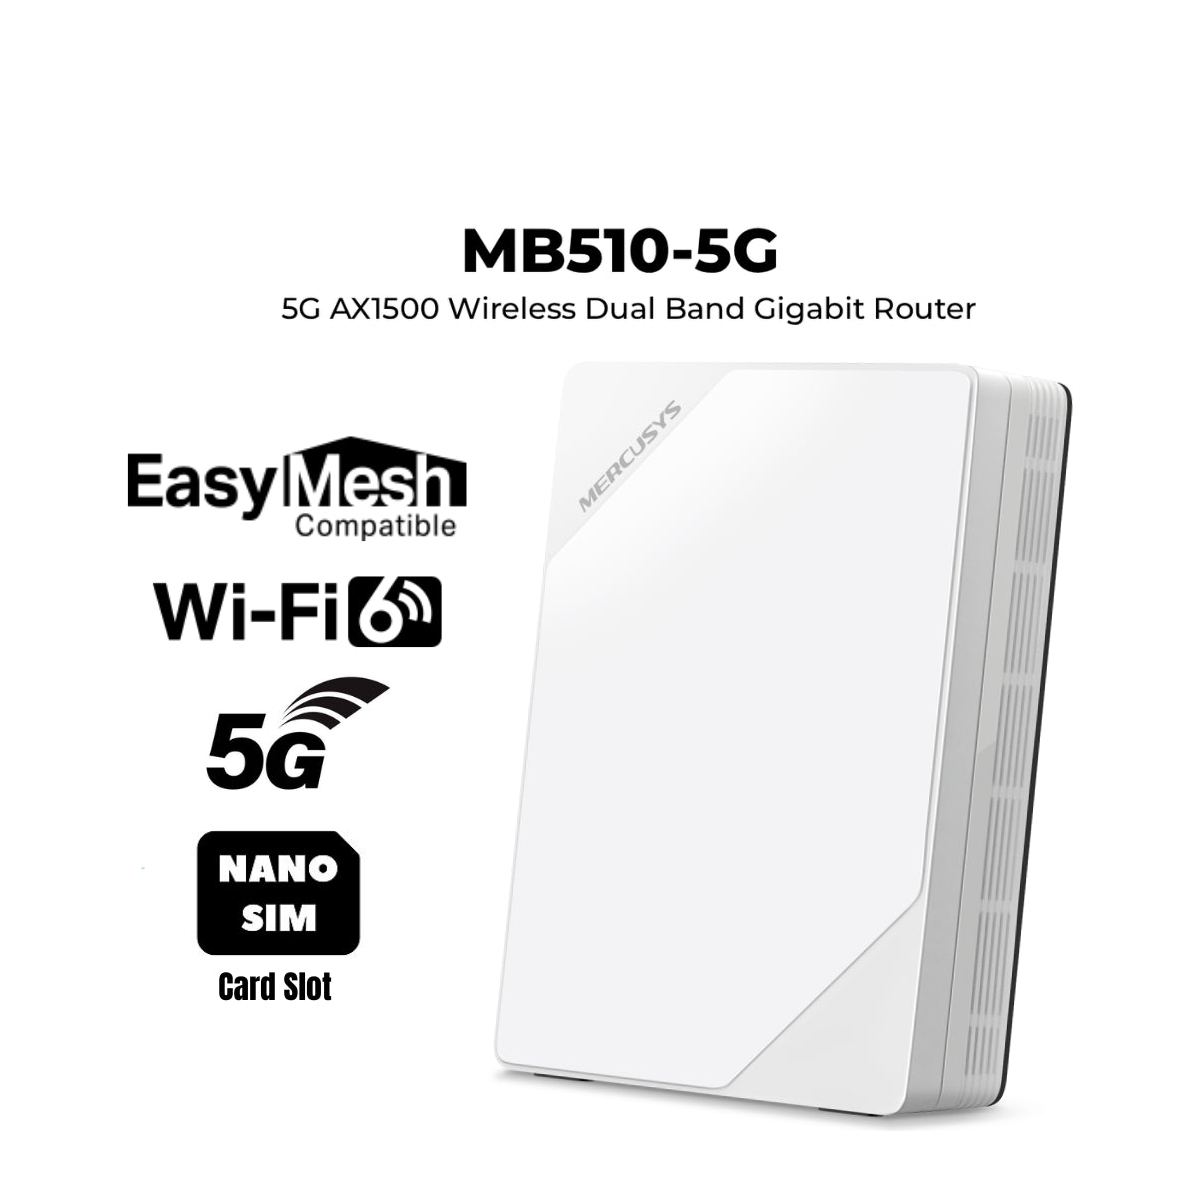 MB510-5G
5G AX1500 Wireless Dual Band Gigabit Router
MERCUSYS
EasyMesh
Compatible
Wi-Fi 6
5G
NANO
SIM
Card Slot